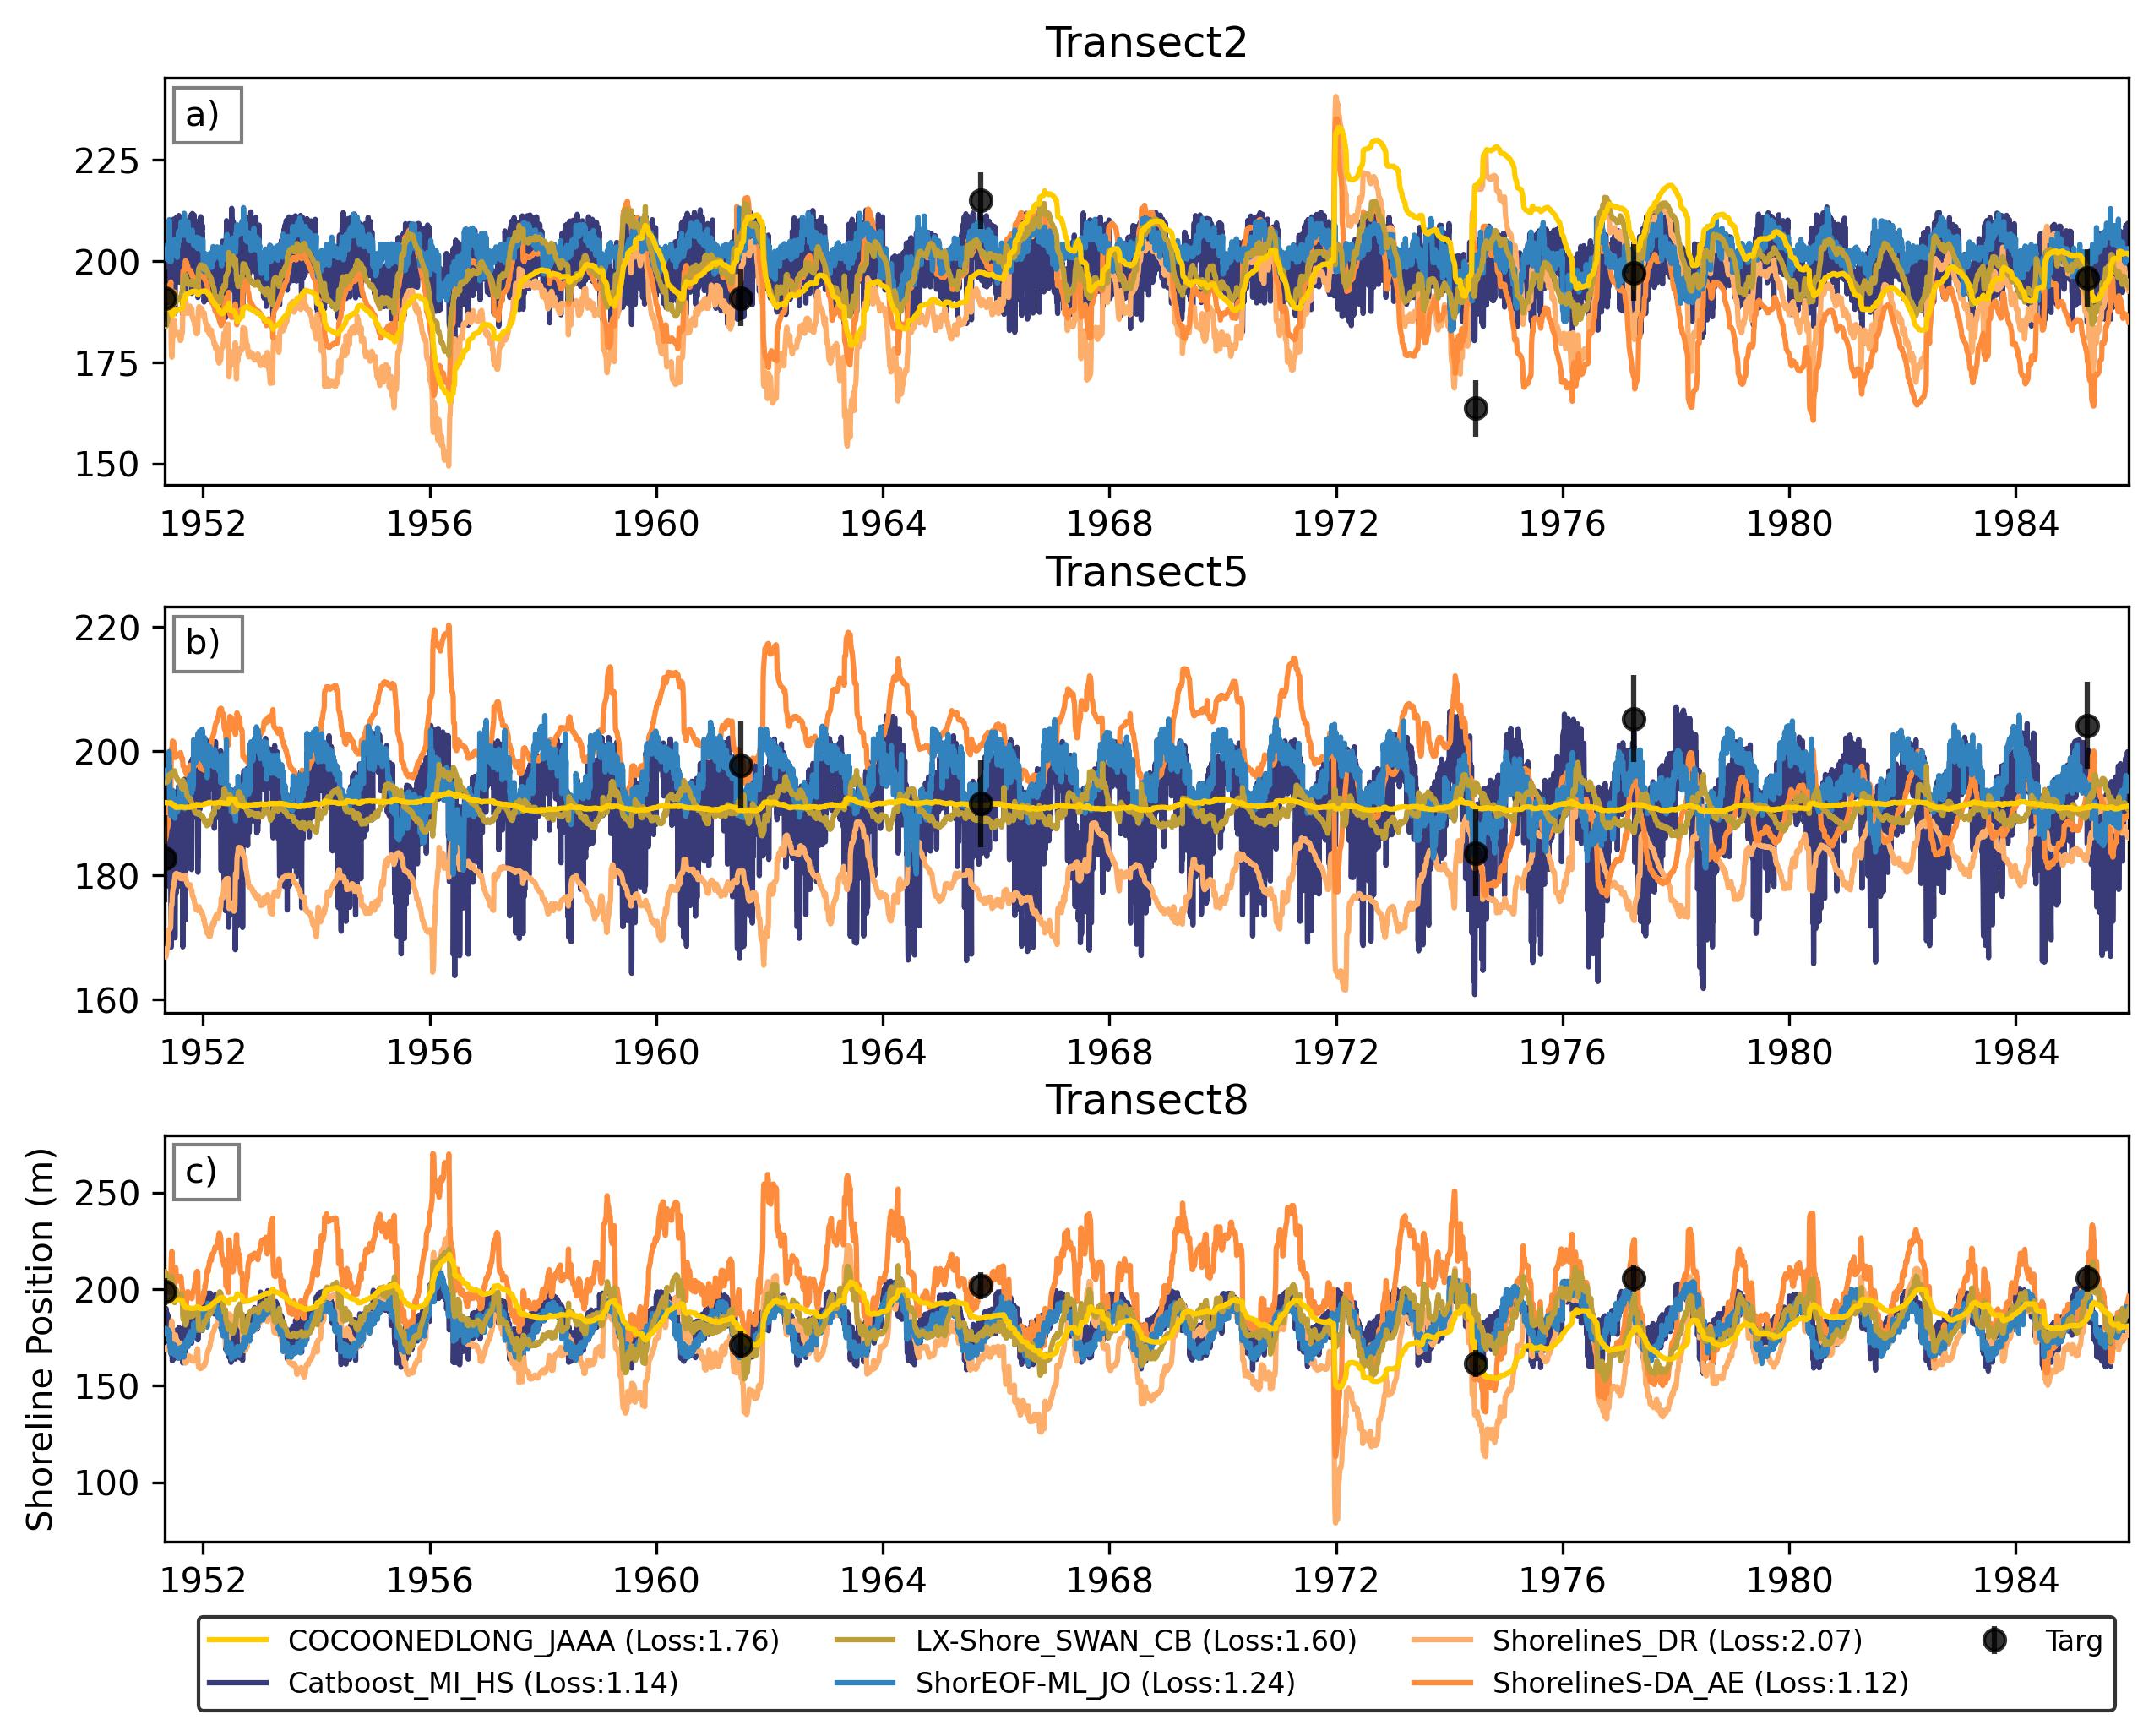 Transect2
a)
225
200
175
150
1952 1956 1960 1964 1968 1972 1976 1980 1984
Transect5
b)
220
200
180
160
1952 1956 1960 1964 1968 1972 1976 1980 1984
Transect8
c)
Shoreline Position (m)
250
200
150
100
1952 1956 1960 1964 1968 1972 1976 1980 1984
COCOONEDLONG_JAAA (Loss:1.76) LX-Shore_SWAN_CB (Loss:1.60) ShorelineS_DR (Loss:2.07) Targ
Catboost_MI_HS (Loss:1.14) ShorEOF-ML_JO (Loss:1.24) ShorelineS-DA_AE (Loss:1.12)